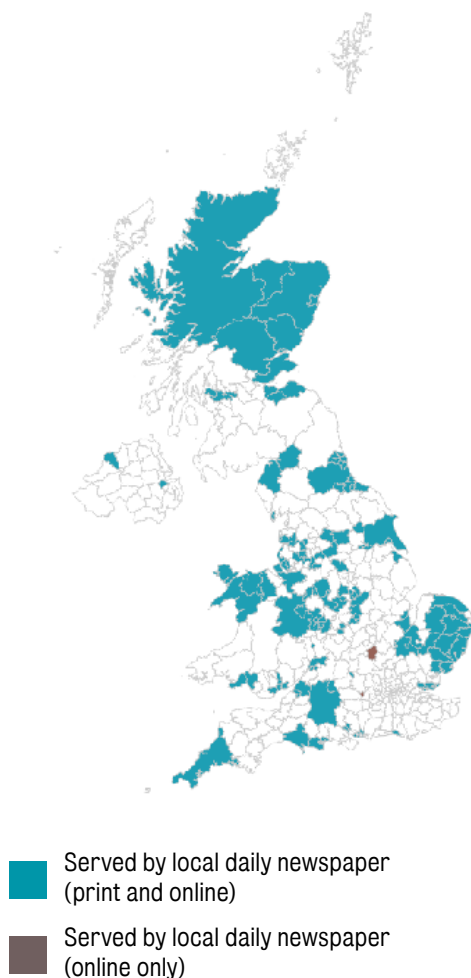 Served by local daily newspaper
(print and online)
Served by local daily newspaper
(online only)